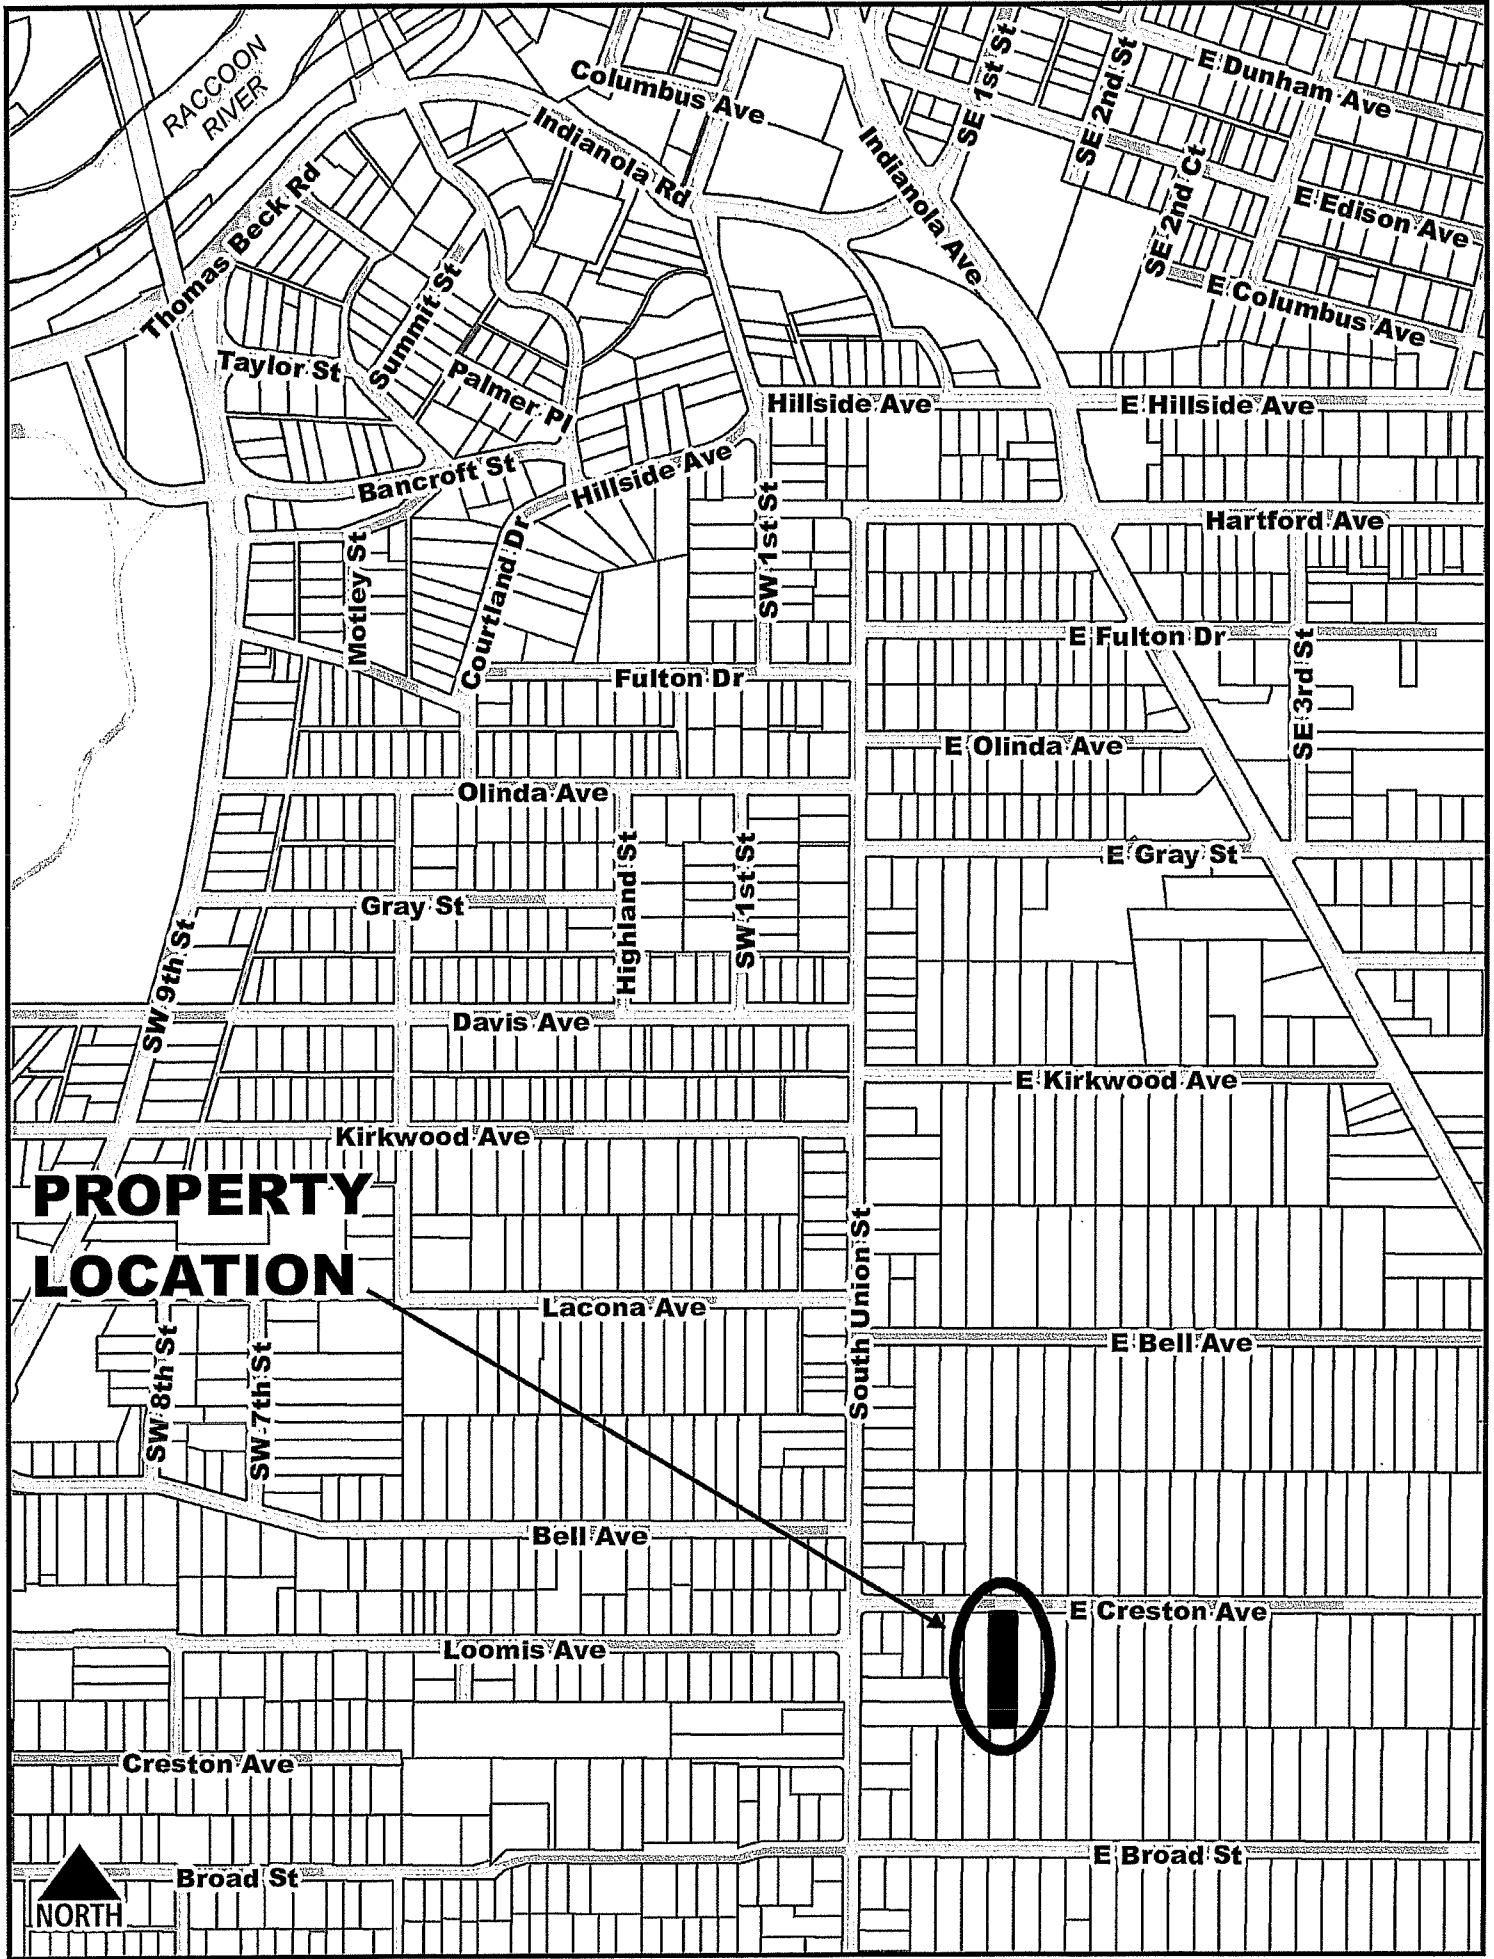 RACCOON
RIVER
Columbus Ave
SE 1st St
SE 2nd St
E Dunham Ave
Indianola Rd
Indianola Ave
SE 2nd Ct
E Edison Ave
Thomas Beck Rd
E Columbus Ave
Summit St
Taylor St
Palmer Pl
Hillside Ave
E Hillside Ave
Bancroft St
Hillside Ave
SW 1st St
Hartford Ave
Motley St
Courtland Dr
E Fulton Dr
Fulton Dr
SE 3rd St
E Olinda Ave
Olinda Ave
Highland St
SW 1st St
E Gray St
Gray St
SW 9th St
Davis Ave
E Kirkwood Ave
Kirkwood Ave
PROPERTY
LOCATION
South Union St
Lacona Ave
E Bell Ave
SW 8th St
SW 7th St
Bell Ave
E Creston Ave
Loomis Ave
Creston Ave
E Broad St
Broad St
NORTH